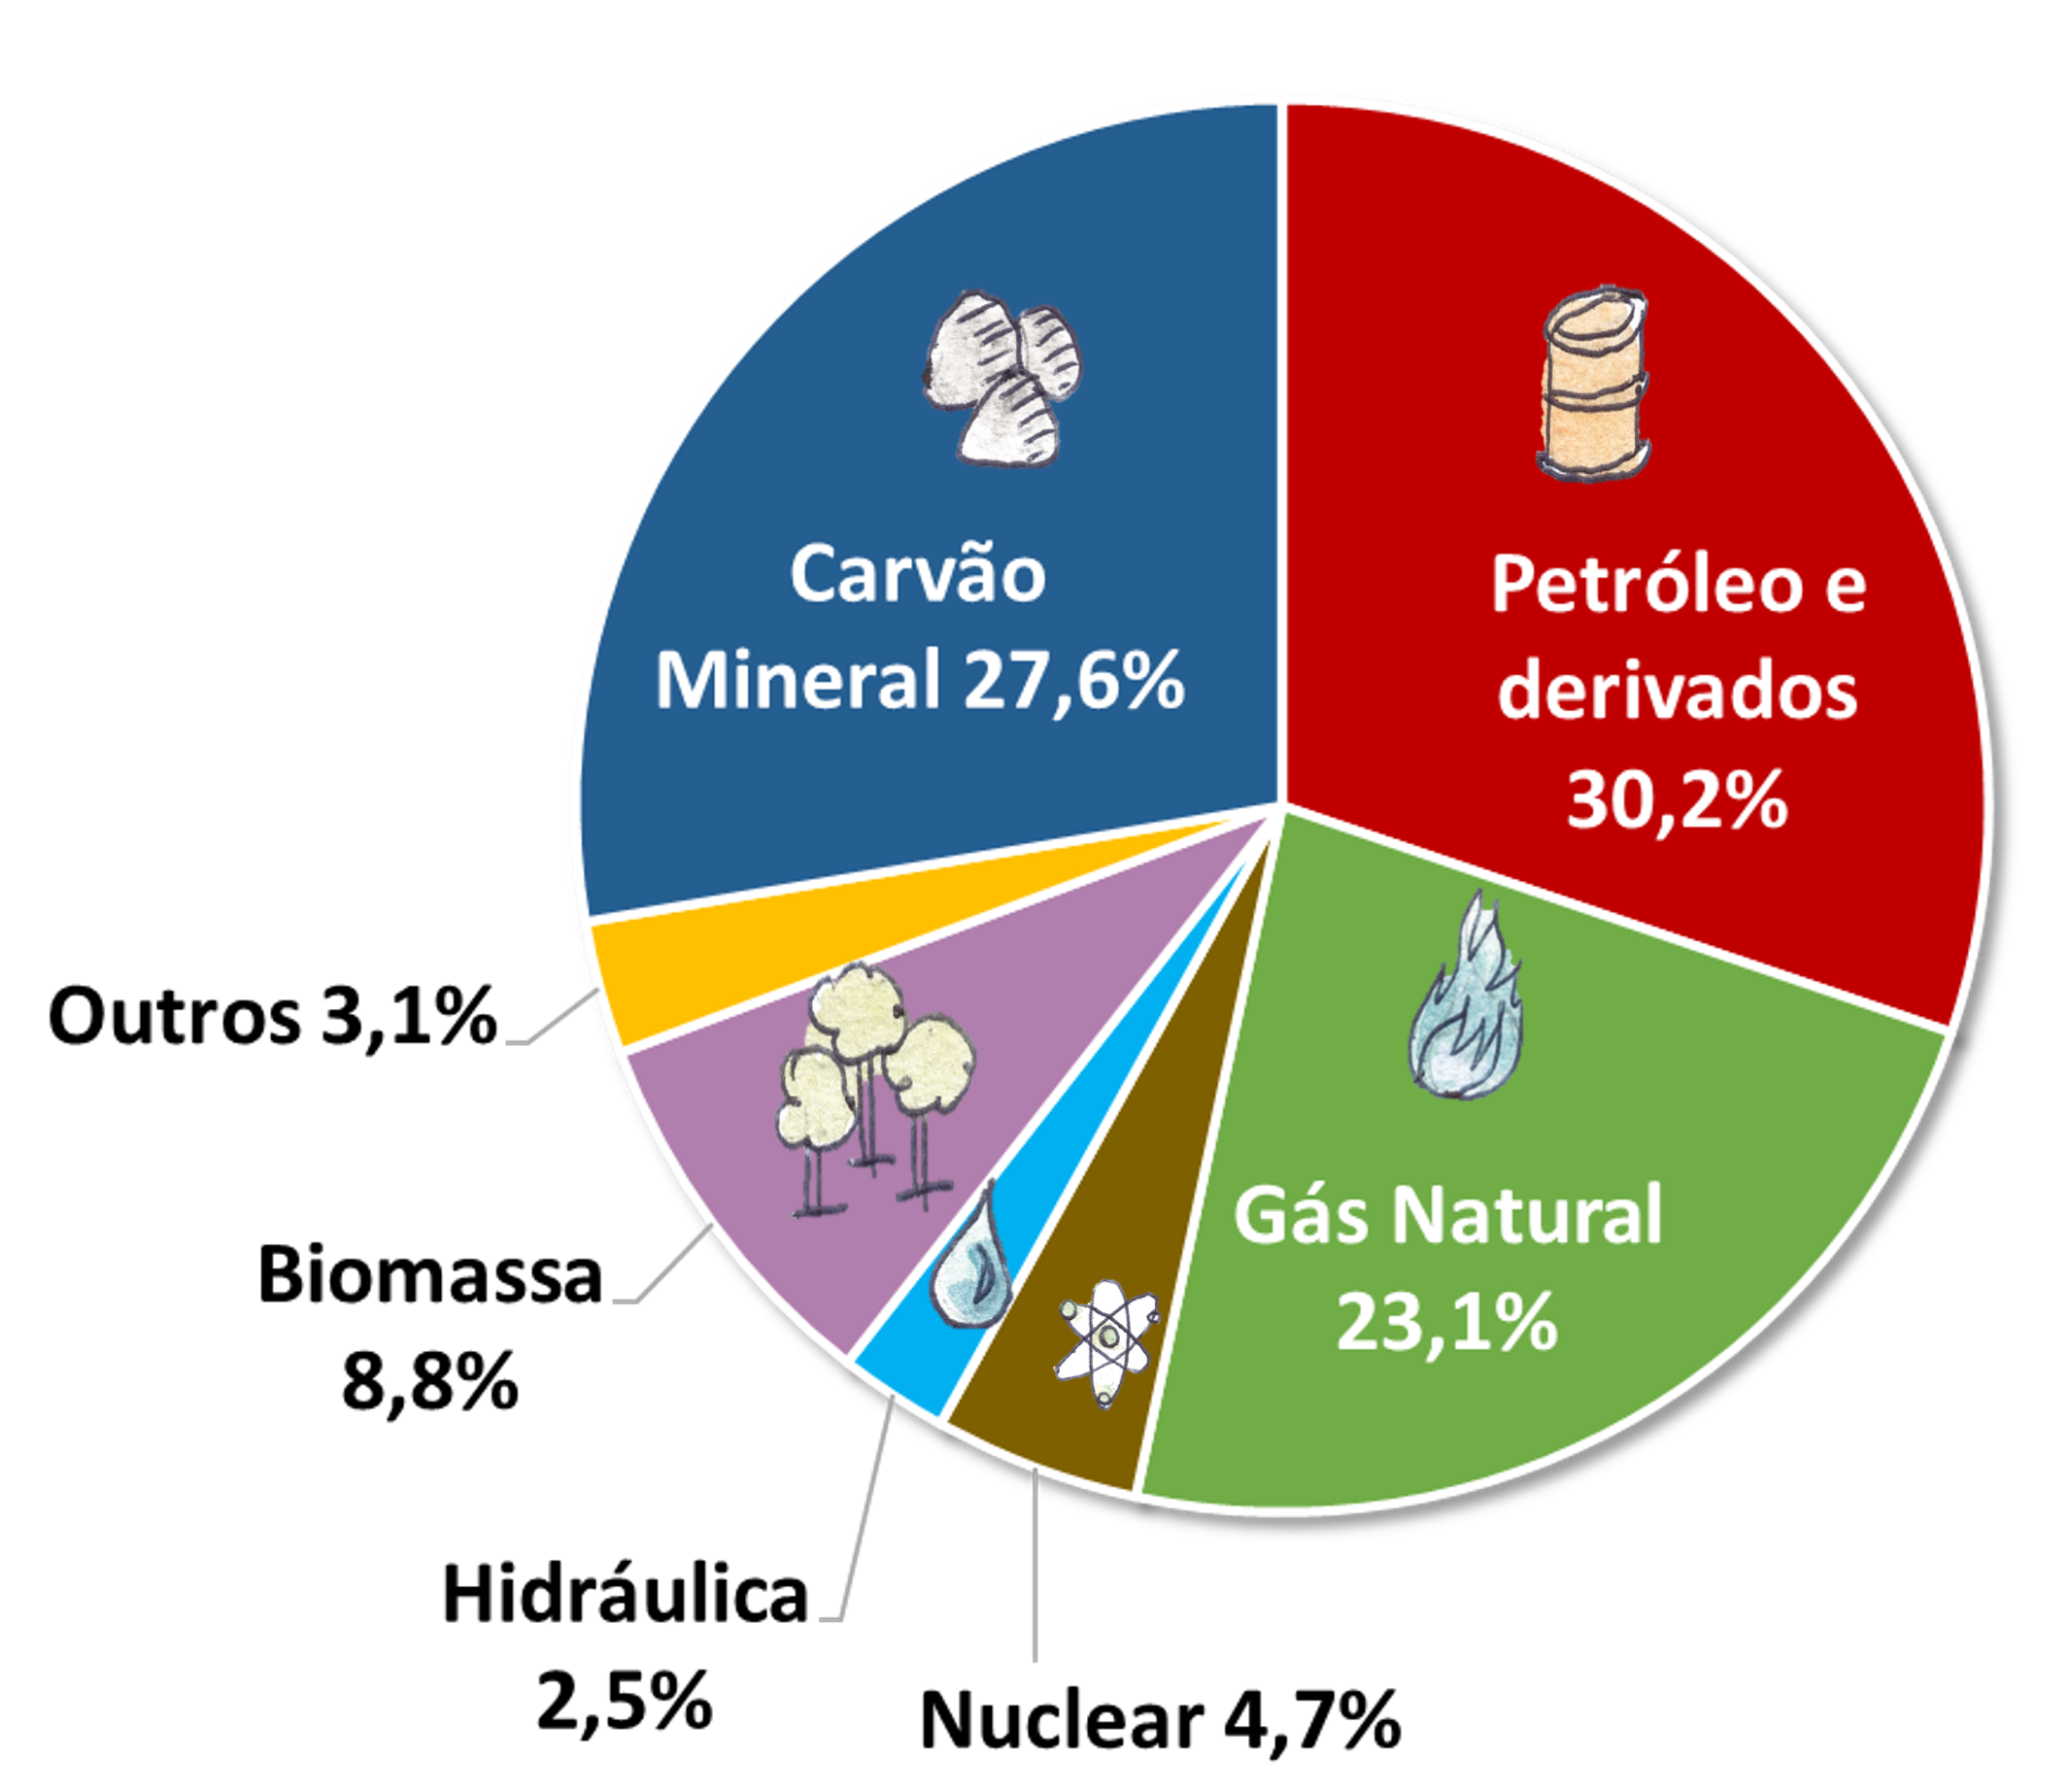 Carvão
Mineral 27,6%
Petróleo e
derivados
30,2%
Gás Natural
23,1%
Outros 3,1%
Biomassa
8,8%
Hidráulica
2,5%
Nuclear 4,7%